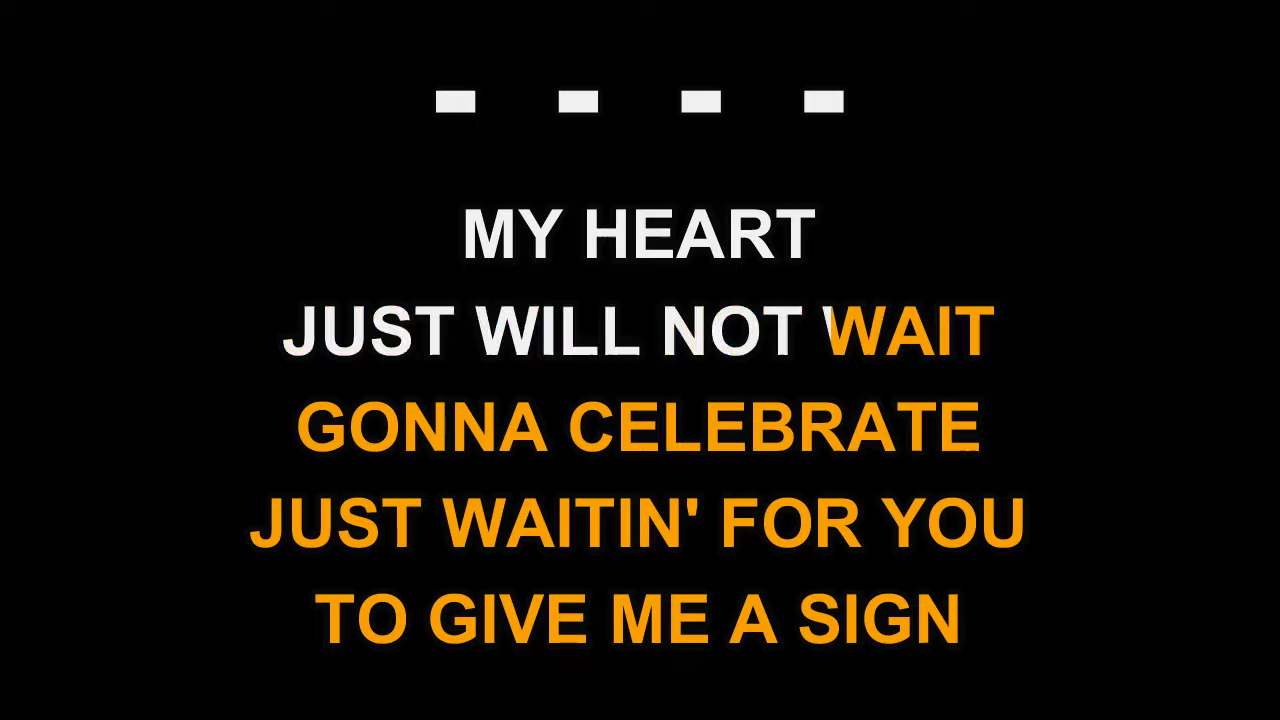 - - - -
MY HEART
JUST WILL NOT WAIT
GONNA CELEBRATE
JUST WAITIN' FOR YOU
TO GIVE ME A SIGN